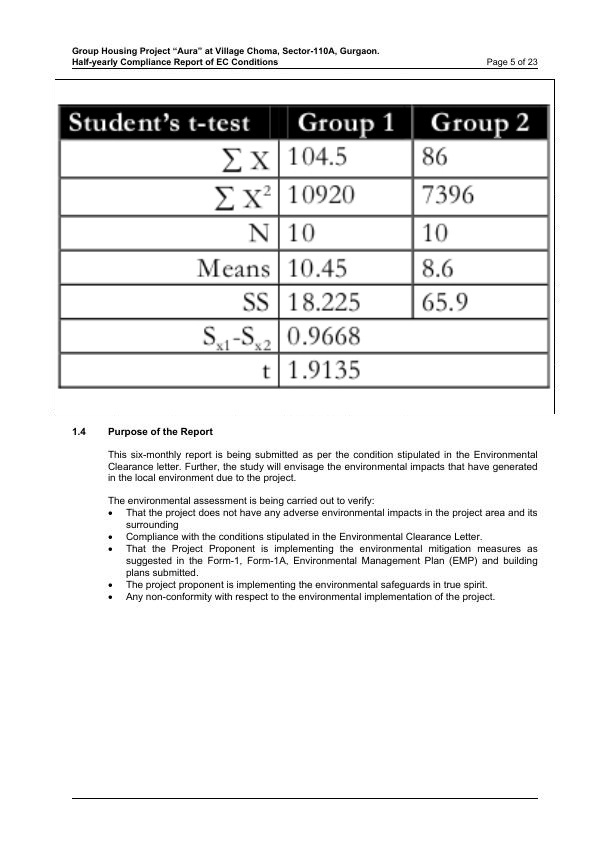 Group Housing Project “Aura” at Village Choma, Sector-110A, Gurgaon.
Half-yearly Compliance Report of EC Conditions Page 5 of 23
Student’s t-test Group 1 Group 2
∑ X 104.5 86
∑ X² 10920 7396
N 10 10
Means 10.45 8.6
SS 18.225 65.9
Sx1-Sx2 0.9668
t 1.9135
1.4 Purpose of the Report
This six-monthly report is being submitted as per the condition stipulated in the Environmental
Clearance letter. Further, the study will envisage the environmental impacts that have generated
in the local environment due to the project.
The environmental assessment is being carried out to verify:
• That the project does not have any adverse environmental impacts in the project area and its
surrounding
• Compliance with the conditions stipulated in the Environmental Clearance Letter.
• That the Project Proponent is implementing the environmental mitigation measures as
suggested in the Form-1, Form-1A, Environmental Management Plan (EMP) and building
plans submitted.
• The project proponent is implementing the environmental safeguards in true spirit.
• Any non-conformity with respect to the environmental implementation of the project.